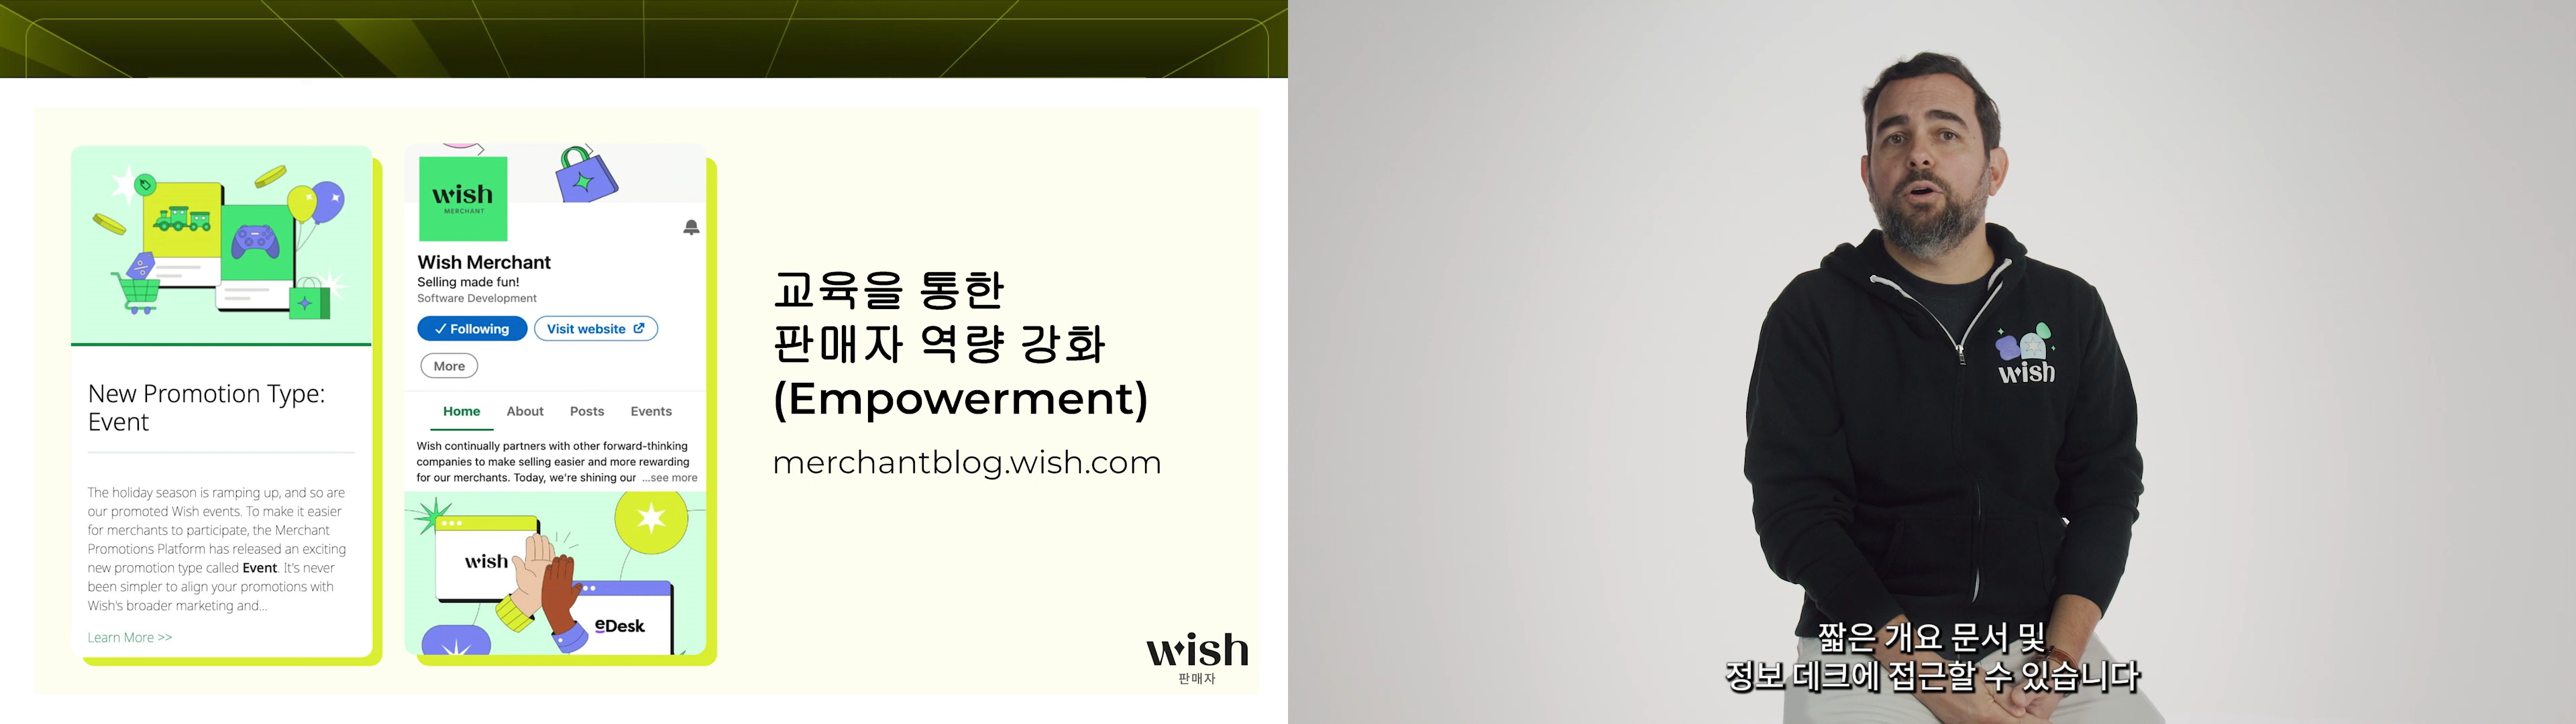 New Promotion Type:
Event
The holiday season is ramping up, and so are
our promoted Wish events. To make it easier
for merchants to participate, the Merchant
Promotions Platform has released an exciting
new promotion type called Event. It's never
been simpler to align your promotions with
Wish's broader marketing and...
Learn More >>
wish
MERCHANT
Wish Merchant
Selling made fun!
Software Development
✓ Following
Visit website
More
Home About Posts Events
Wish continually partners with other forward-thinking
companies to make selling easier and more rewarding
for our merchants. Today, we're shining our ...see more
wish
eDesk
교육을 통한
판매자 역량 강화
(Empowerment)
merchantblog.wish.com
wish
판매자
wish
짧은 개요 문서 및
정보 데크에 접근할 수 있습니다